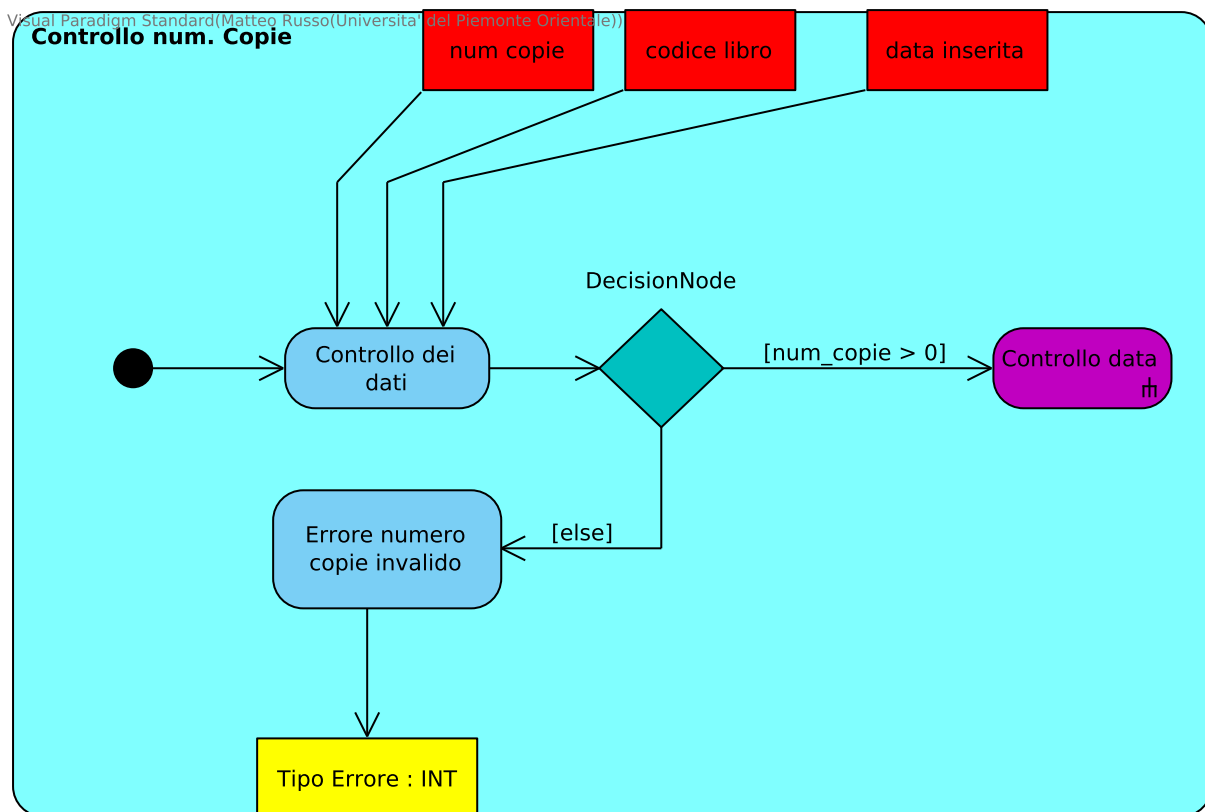 Visual Paradigm Standard(Matteo Russo(Universita' del Piemonte Orientale))
Controllo num. Copie
num copie
codice libro
data inserita
DecisionNode
Controllo dei
dati
[num_copie > 0]
Controllo data
Errore numero
copie invalido
[else]
Tipo Errore : INT